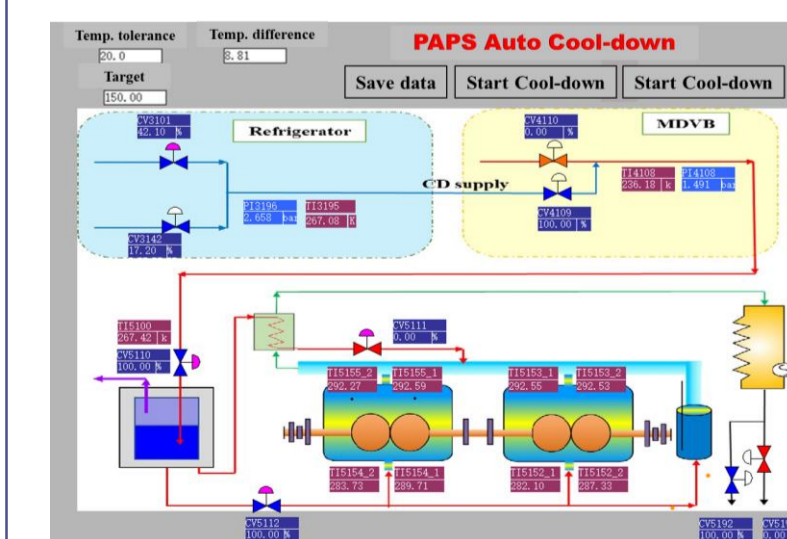 Temp. tolerance
20.0
Temp. difference
8.81
PAPS Auto Cool-down
Target
150.00
Save data
Start Cool-down
Start Cool-down
CV3101
42.10 %
Refrigerator
CV4110
0.00 %
MDVB
CD supply
TI4108
236.18 k
PI4108
1.491 bar
PI3196
2.658 bar
TI3195
267.08 K
CV4109
100.00 %
CV3142
17.20 %
TI5100
267.42 k
CV5110
100.00 %
CV5111
0.00 %
TI5155_2
292.27
TI5155_1
292.59
TI5153_1
292.55
TI5153_2
292.53
TI5154_2
283.73
TI5154_1
289.71
TI5152_1
282.10
TI5152_2
287.33
CV5112
100.00 %
CV5192
100.00 %